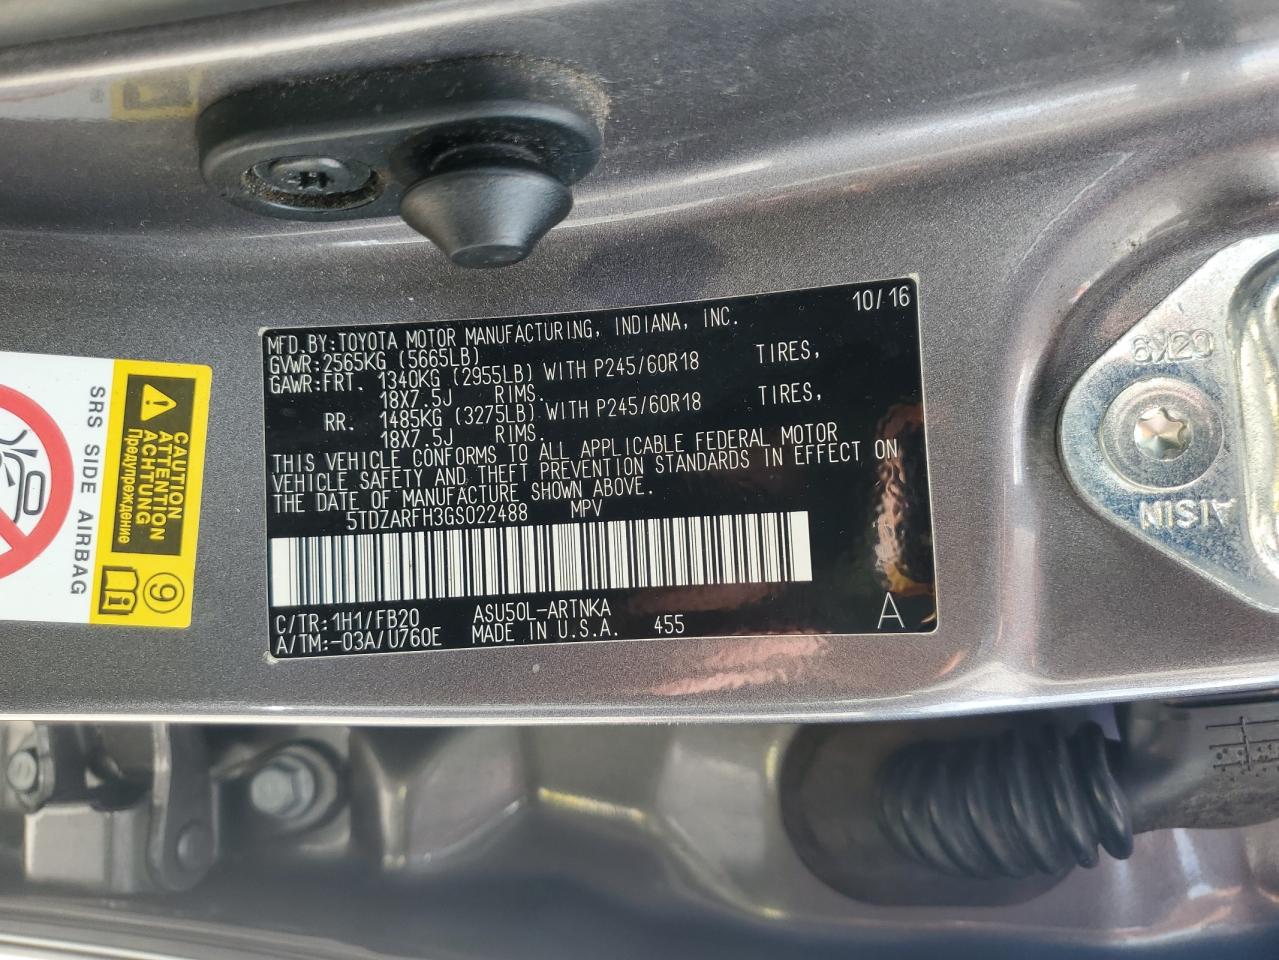 10/16
MFD.BY:TOYOTA MOTOR MANUFACTURING, INDIANA, INC.
GVWR:2565KG (5665LB)
GAWR:FRT. 1340KG (2955LB) WITH P245/60R18 TIRES,
18X7.5J RIMS.
RR. 1485KG (3275LB) WITH P245/60R18 TIRES,
18X7.5J RIMS.
THIS VEHICLE CONFORMS TO ALL APPLICABLE FEDERAL MOTOR
VEHICLE SAFETY AND THEFT PREVENTION STANDARDS IN EFFECT ON
THE DATE OF MANUFACTURE SHOWN ABOVE.
5TDZARFH3GS022488 MPV
C/TR:1H1/FB20 ASU50L-ARTNKA
A/TM:-03A/U760E MADE IN U.S.A. 455
A
CAUTION
ATTENTION
ACHTUNG
Предупреждение
9
SRS SIDE AIRBAG
6X20
AISIN